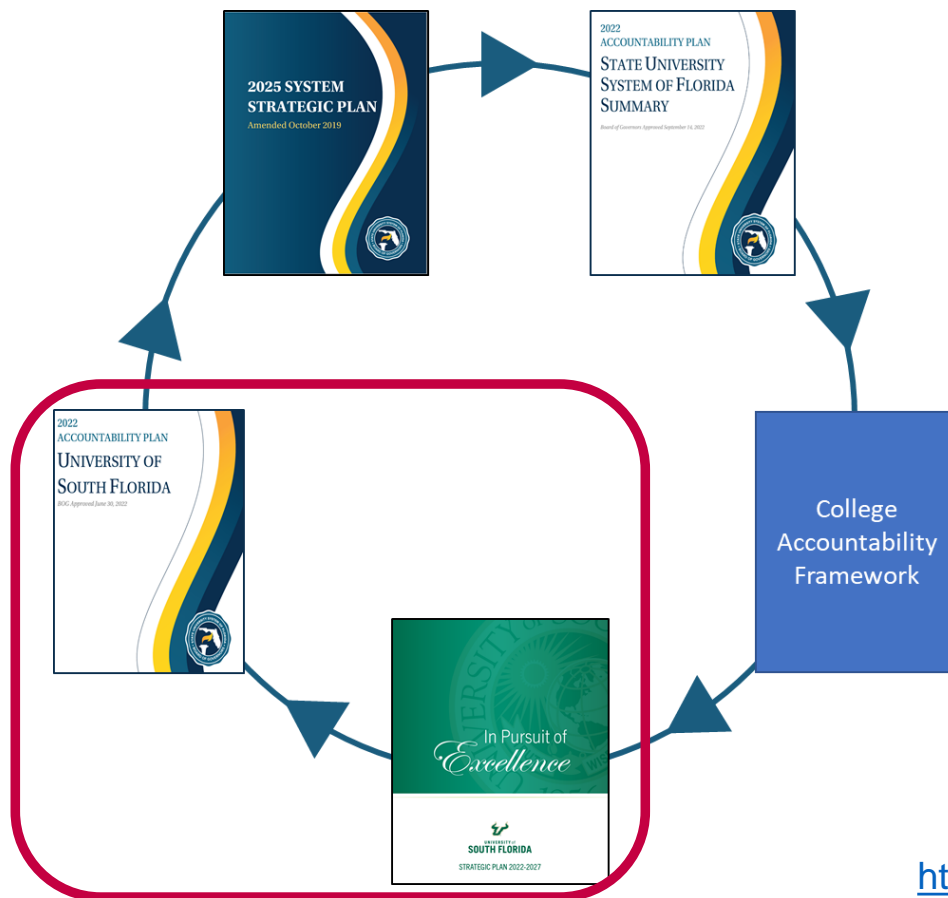 2025 SYSTEM
STRATEGIC PLAN
Amended October 2019
2022
ACCOUNTABILITY PLAN
STATE UNIVERSITY
SYSTEM OF FLORIDA
SUMMARY
Board of Governors Approved September 14, 2022
2022
ACCOUNTABILITY PLAN
UNIVERSITY OF
SOUTH FLORIDA
BOG Approved June 30, 2022
College
Accountability
Framework
In Pursuit of
Excellence
UNIVERSITY of
SOUTH FLORIDA
STRATEGIC PLAN 2022-2027
ht